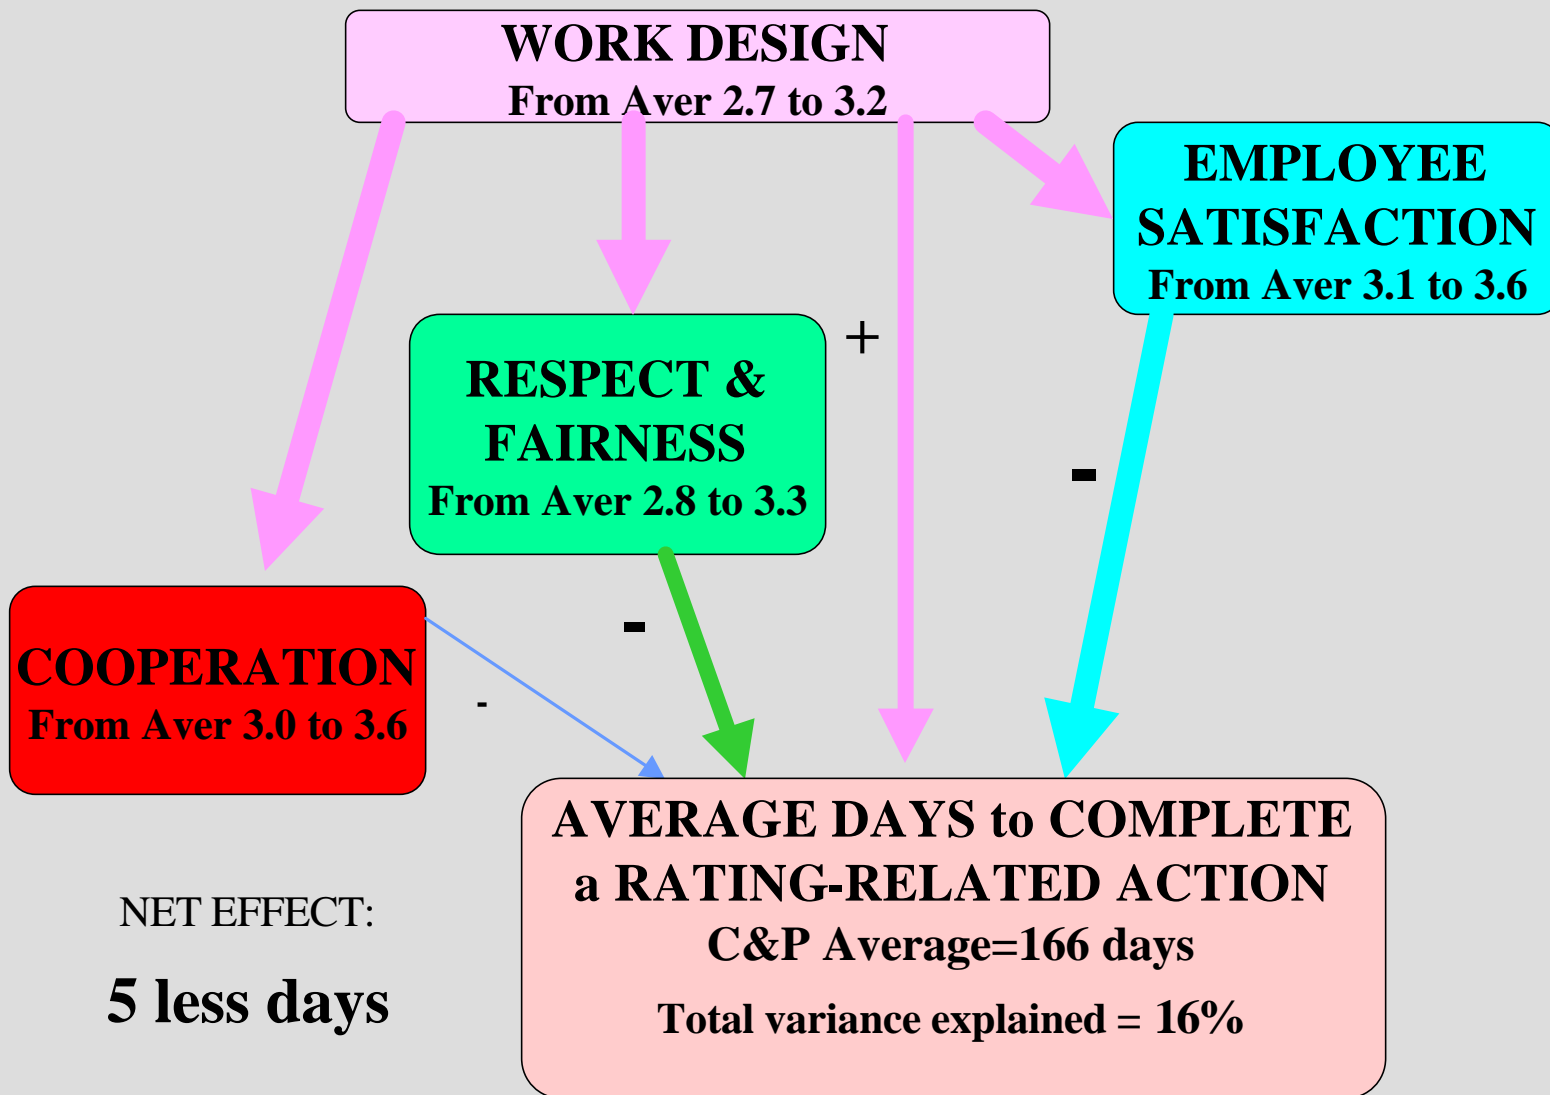 WORK DESIGN
From Aver 2.7 to 3.2
EMPLOYEE
SATISFACTION
From Aver 3.1 to 3.6
+
RESPECT &
FAIRNESS
From Aver 2.8 to 3.3
-
-
COOPERATION
From Aver 3.0 to 3.6
-
AVERAGE DAYS to COMPLETE
a RATING-RELATED ACTION
C&P Average=166 days
Total variance explained = 16%
NET EFFECT:
5 less days